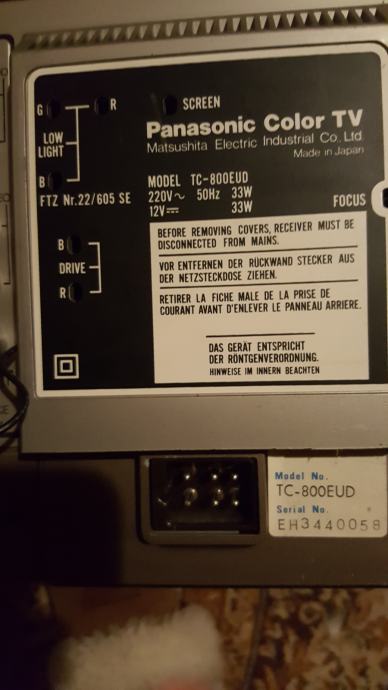 G R SCREEN
LOW
LIGHT
B
Panasonic Color TV
Matsushita Electric Industrial Co., Ltd.
Made in Japan
MODEL TC-800EUD
FTZ Nr.22/605 SE 220V~ 50Hz 33W
12V⎓ 33W
FOCUS
B
DRIVE
R
BEFORE REMOVING COVERS, RECEIVER MUST BE
DISCONNECTED FROM MAINS.
VOR ENTFERNEN DER RÜCKWAND STECKER AUS
DER NETZSTECKDOSE ZIEHEN.
RETIRER LA FICHE MALE DE LA PRISE DE
COURANT AVANT D'ENLEVER LE PANNEAU ARRIERE.
DAS GERÄT ENTSPRICHT
DER RÖNTGENVERORDNUNG.
HINWEISE IM INNERN BEACHTEN
Model No.
TC-800EUD
Serial No.
EH3440058